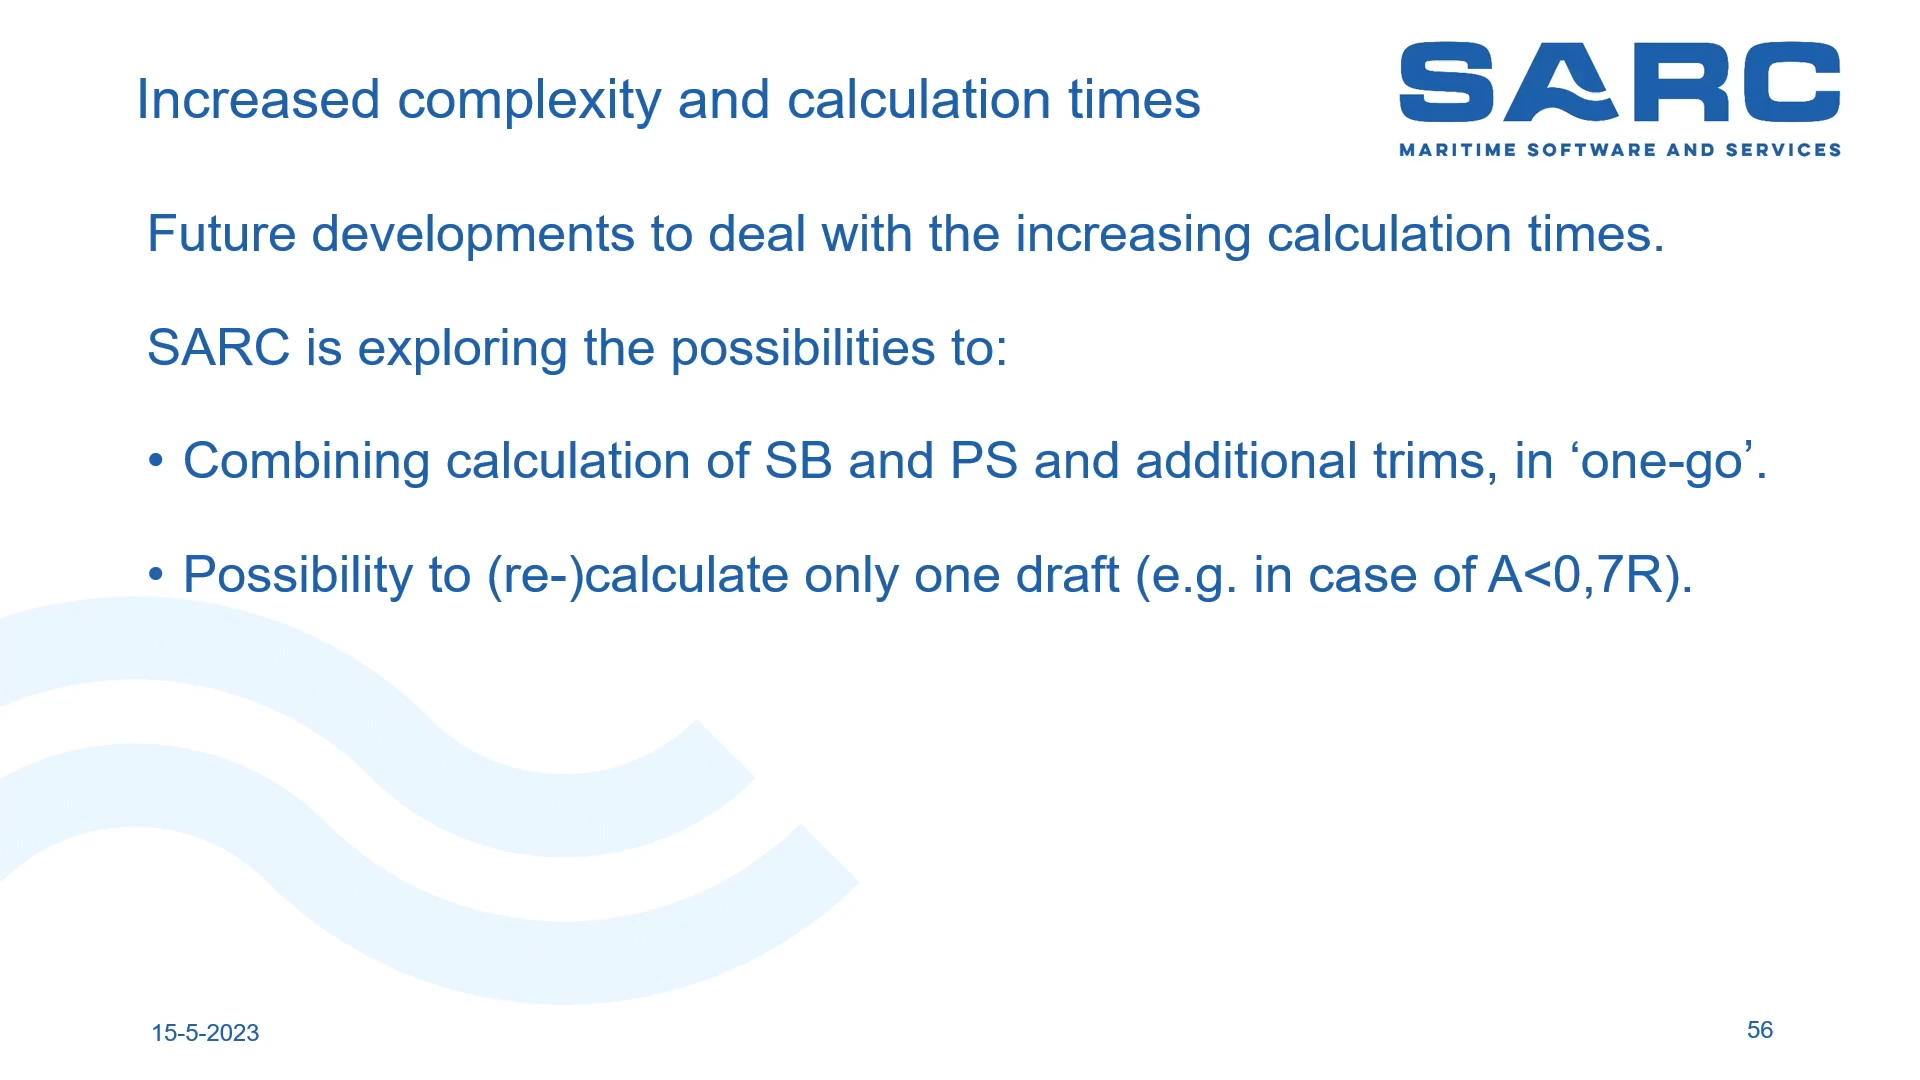 SARC
MARITIME SOFTWARE AND SERVICES
Increased complexity and calculation times
Future developments to deal with the increasing calculation times.
SARC is exploring the possibilities to:
• Combining calculation of SB and PS and additional trims, in ‘one-go’.
• Possibility to (re-)calculate only one draft (e.g. in case of A<0,7R).
15-5-2023
56